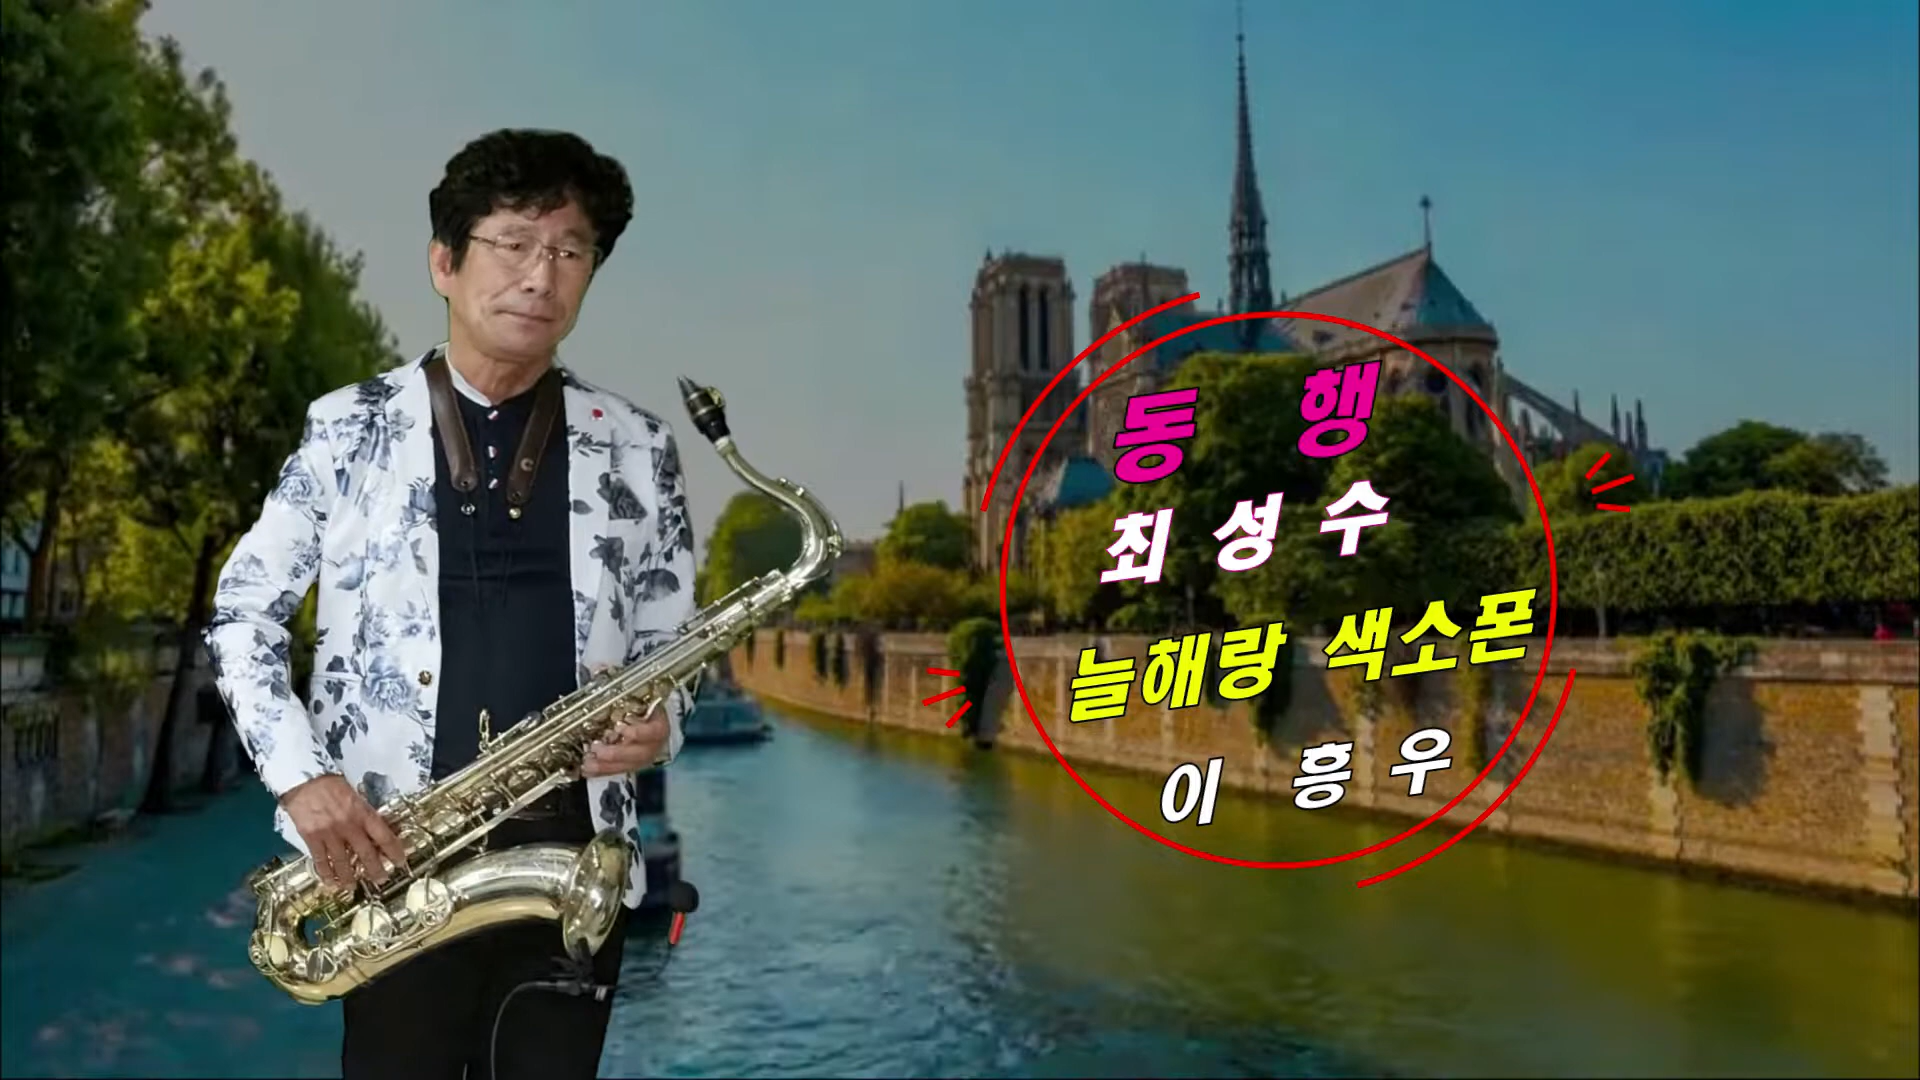 동 행
최 성 수
늘해랑 색소폰
이 흥우